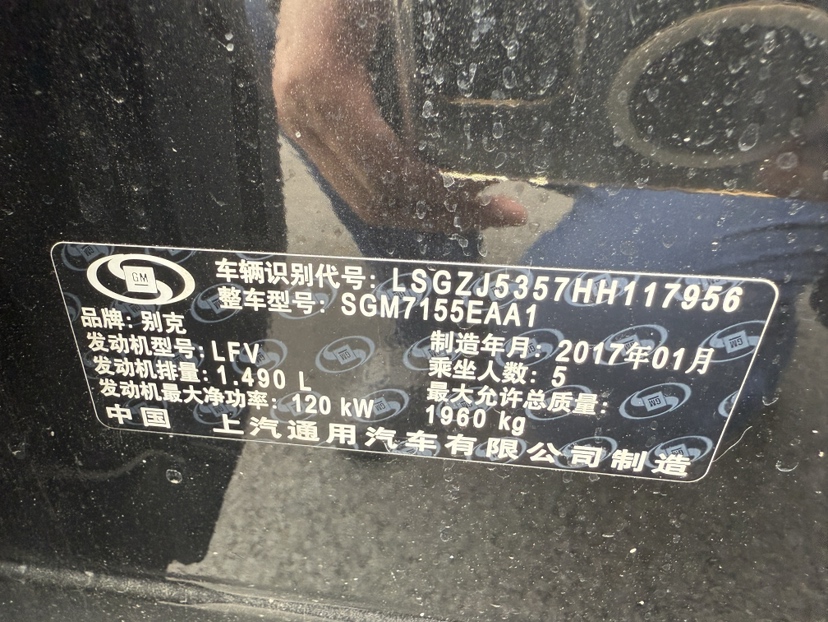 GM
车辆识别代号: LSGZJ5357HH117956
整车型号: SGM7155EAA1
品牌: 别克
发动机型号: LFV
制造年月: 2017年01月
发动机排量: 1.490 L
乘坐人数: 5
发动机最大净功率: 120 kW
最大允许总质量:
1960 kg
中国 上汽通用汽车有限公司制造